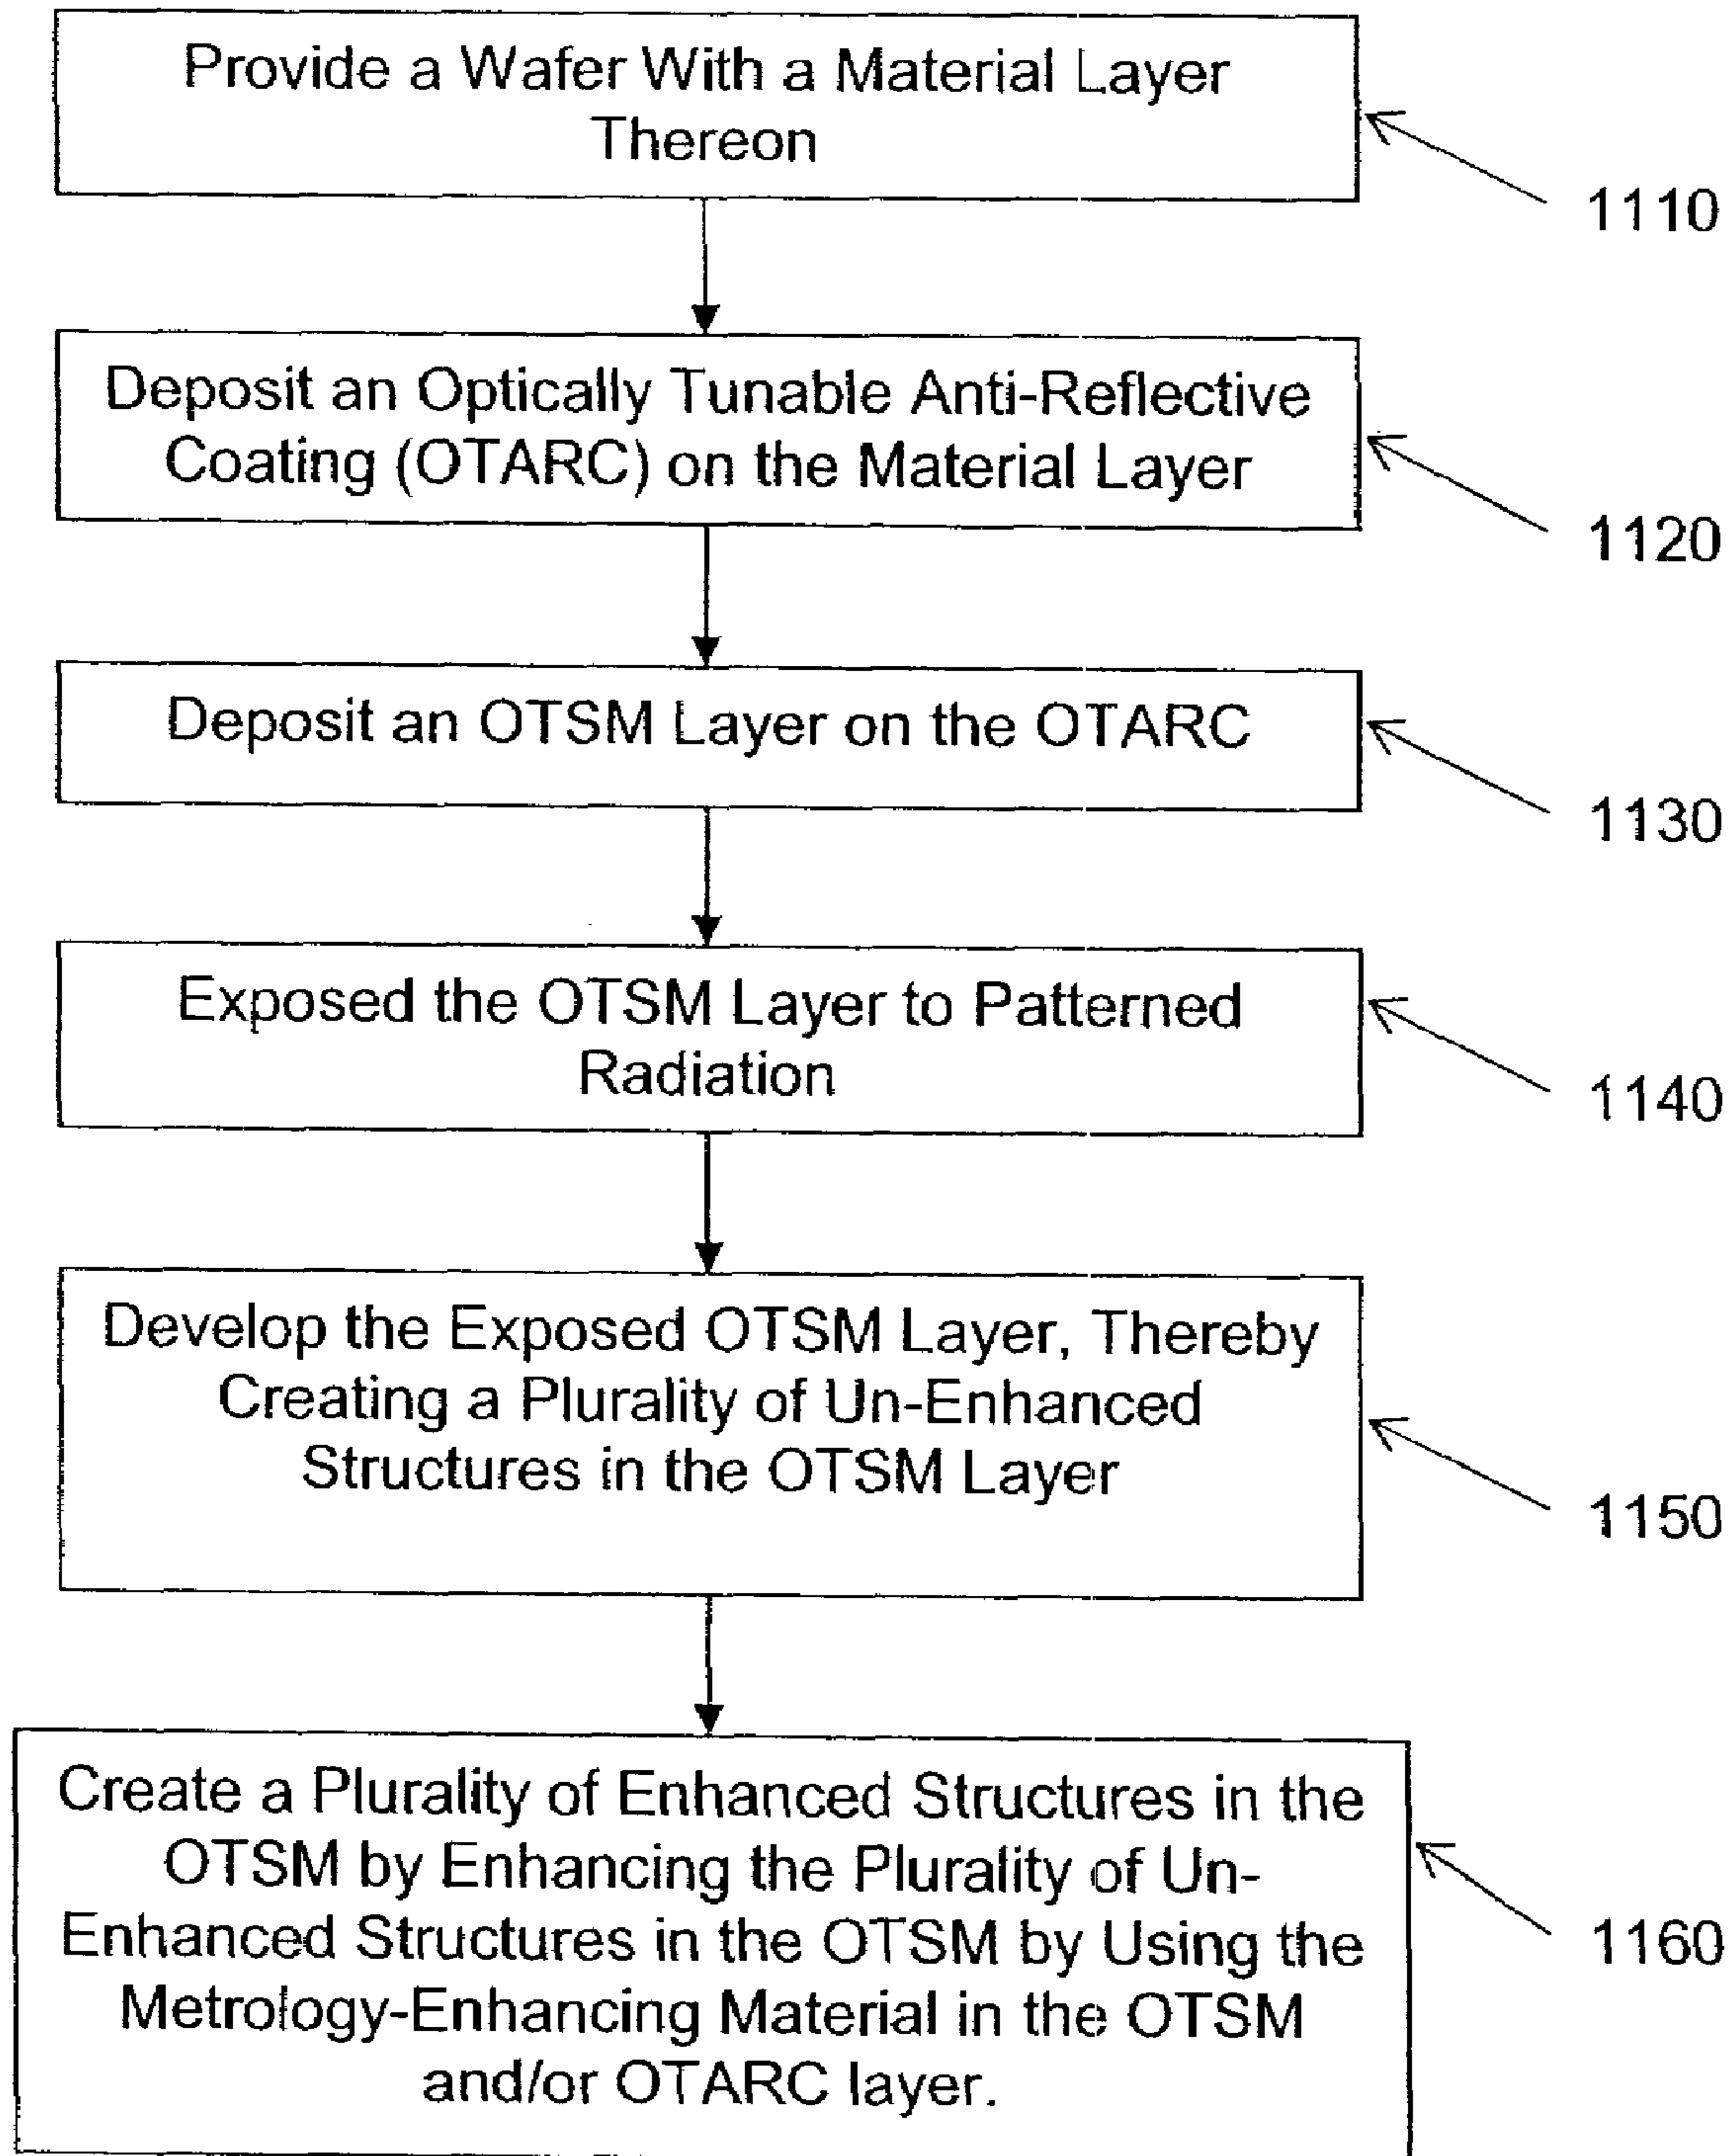 Provide a Wafer With a Material Layer
Thereon
1110
Deposit an Optically Tunable Anti-Reflective
Coating (OTARC) on the Material Layer
1120
Deposit an OTSM Layer on the OTARC
1130
Exposed the OTSM Layer to Patterned
Radiation
1140
Develop the Exposed OTSM Layer, Thereby
Creating a Plurality of Un-Enhanced
Structures in the OTSM Layer
1150
Create a Plurality of Enhanced Structures in the
OTSM by Enhancing the Plurality of Un-
Enhanced Structures in the OTSM by Using the
Metrology-Enhancing Material in the OTSM
and/or OTARC layer.
1160